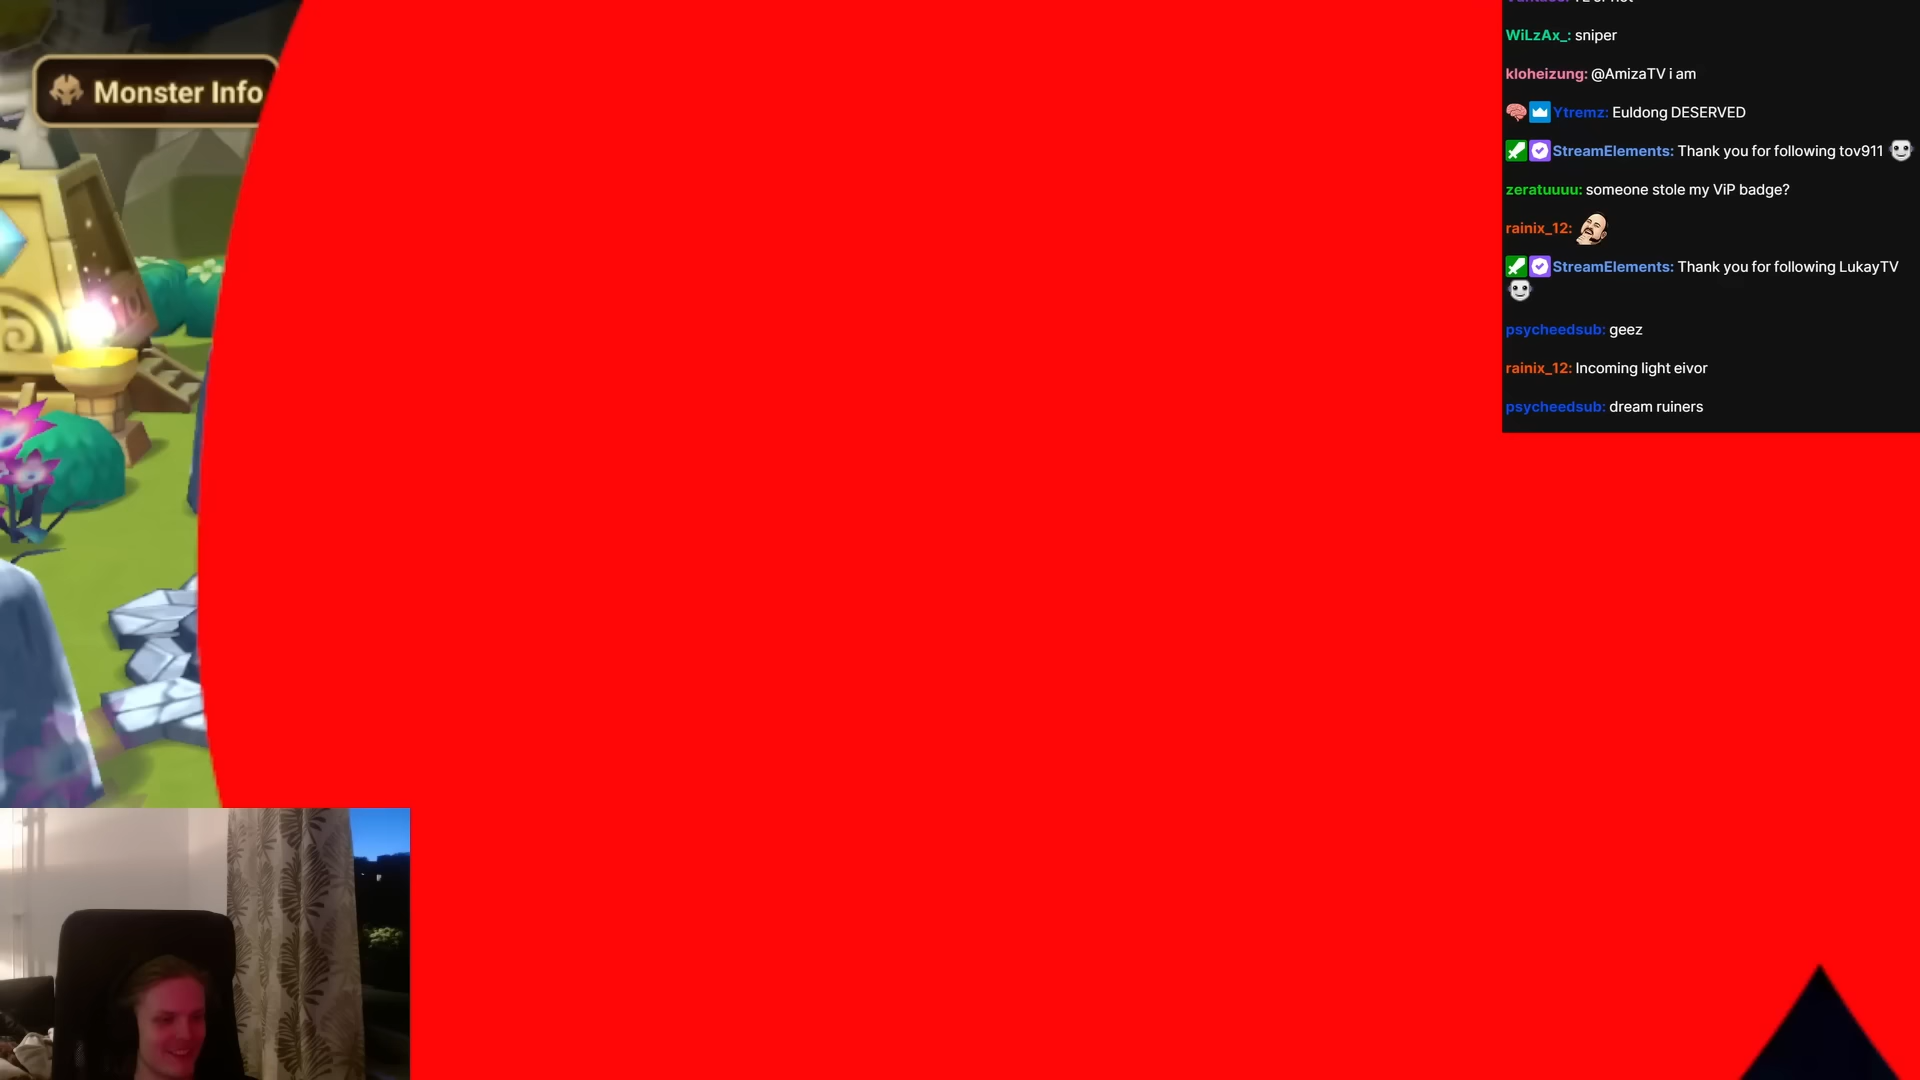 Monster Info
WiLzAx_: sniper
kloheizung: @AmizaTV i am
Ytremz: Euldong DESERVED
StreamElements: Thank you for following tov911
zeratuuuu: someone stole my ViP badge?
rainix_12:
StreamElements: Thank you for following LukayTV
psycheedsub: geez
rainix_12: Incoming light eivor
psycheedsub: dream ruiners